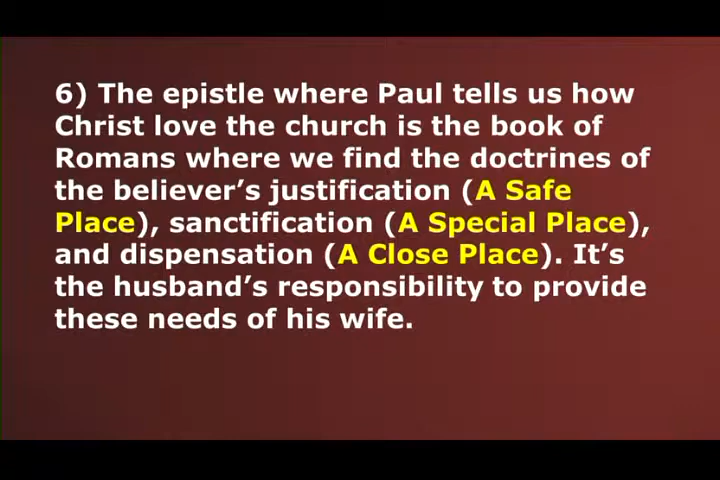 6) The epistle where Paul tells us how
Christ love the church is the book of
Romans where we find the doctrines of
the believer’s justification (A Safe
Place), sanctification (A Special Place),
and dispensation (A Close Place). It’s
the husband’s responsibility to provide
these needs of his wife.